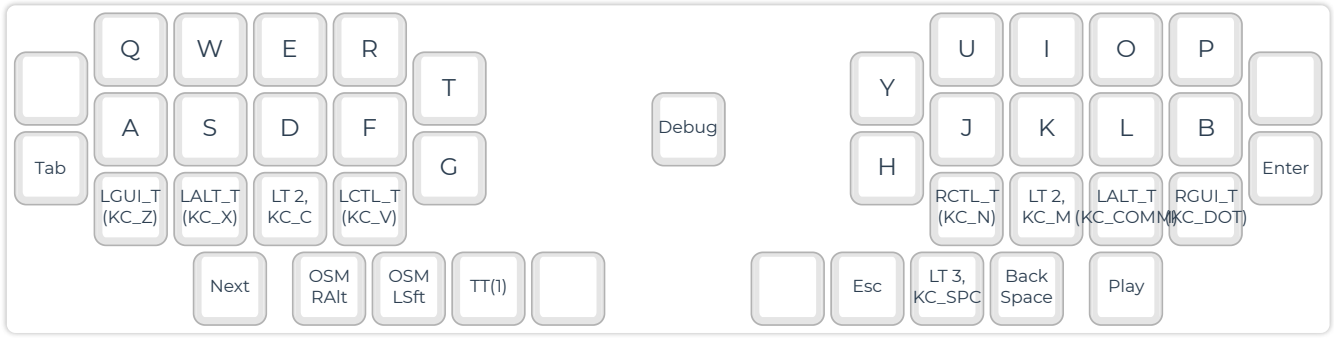 Q W E R
U I O P
T
Y
A S D F
Debug
J K L B
Tab
G
H
Enter
LGUI_T
(KC_Z)
LALT_T
(KC_X)
LT 2,
KC_C
LCTL_T
(KC_V)
RCTL_T
(KC_N)
LT 2,
KC_M
LALT_T
(KC_COMM)
RGUI_T
(KC_DOT)
Next
OSM
RAlt
OSM
LSft
TT(1)
Esc
LT 3,
KC_SPC
Back
Space
Play